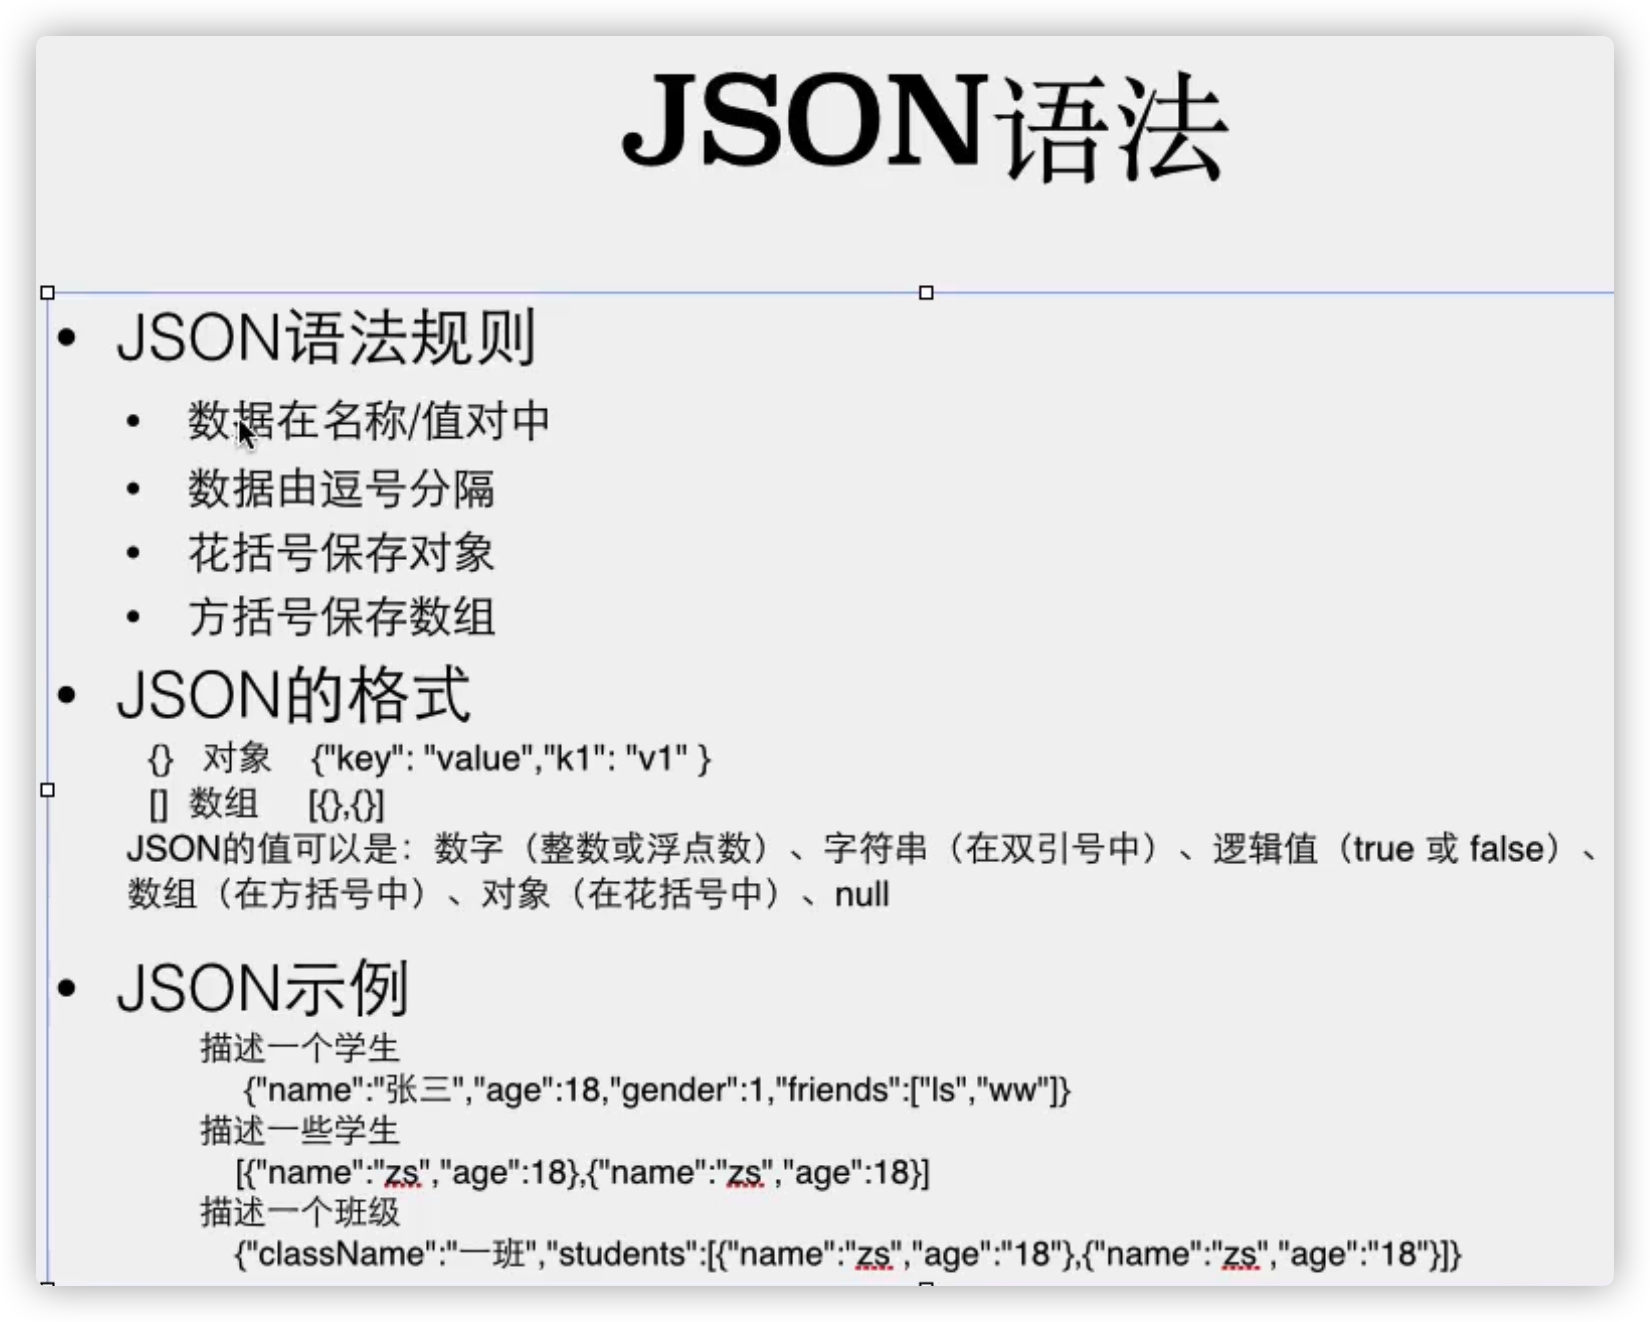 JSON语法
• JSON语法规则
• 数据在名称/值对中
• 数据由逗号分隔
• 花括号保存对象
• 方括号保存数组
• JSON的格式
{} 对象 {"key": "value","k1": "v1" }
[] 数组 [{},{}]
JSON的值可以是：数字（整数或浮点数）、字符串（在双引号中）、逻辑值（true 或 false）、
数组（在方括号中）、对象（在花括号中）、null
• JSON示例
描述一个学生
{"name":"张三","age":18,"gender":1,"friends":["ls","ww"]}
描述一些学生
[{"name":"zs","age":18},{"name":"zs","age":18}]
描述一个班级
{"className":"一班","students":[{"name":"zs","age":"18"},{"name":"zs","age":"18"}]}